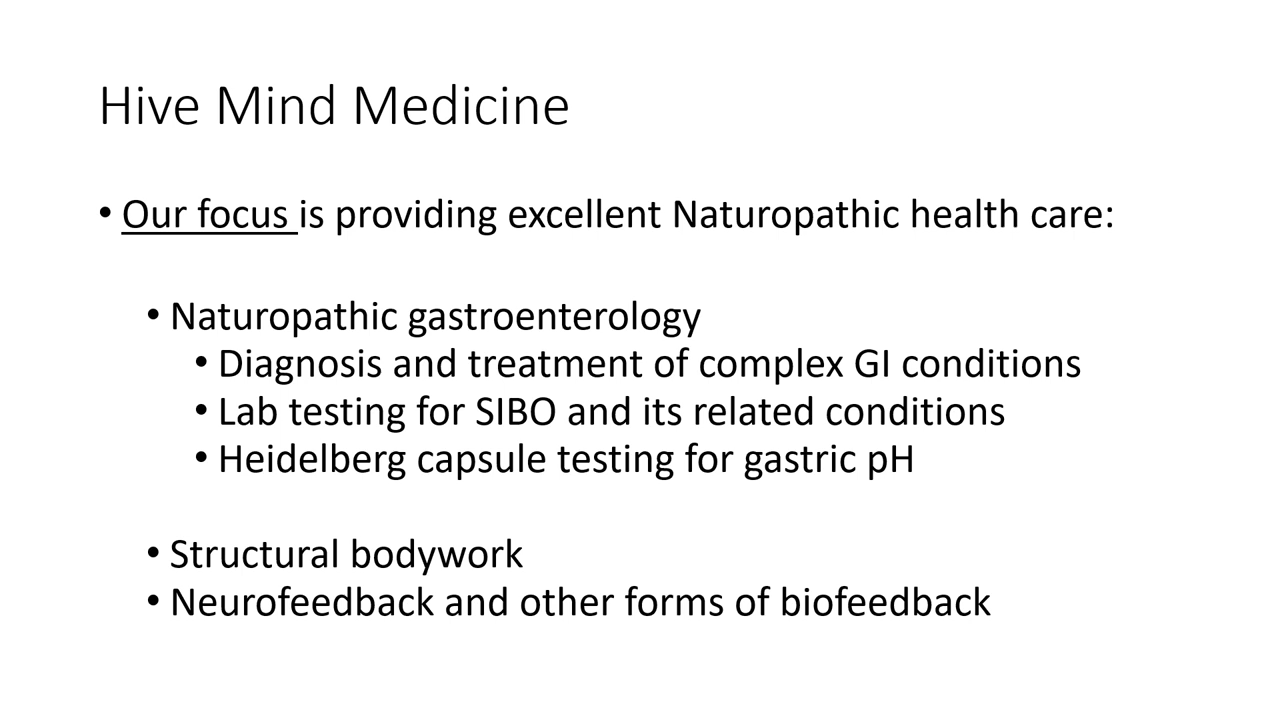 Hive Mind Medicine
• Our focus is providing excellent Naturopathic health care:
• Naturopathic gastroenterology
• Diagnosis and treatment of complex GI conditions
• Lab testing for SIBO and its related conditions
• Heidelberg capsule testing for gastric pH
• Structural bodywork
• Neurofeedback and other forms of biofeedback